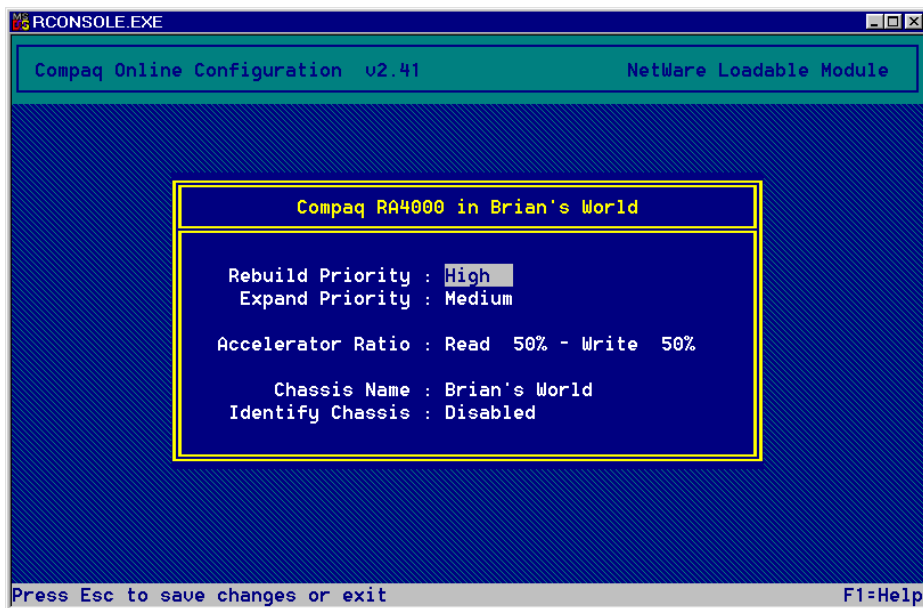 RCONSOLE.EXE
Compaq Online Configuration v2.41 NetWare Loadable Module
Compaq RA4000 in Brian's World
Rebuild Priority : High
Expand Priority : Medium
Accelerator Ratio : Read 50% - Write 50%
Chassis Name : Brian's World
Identify Chassis : Disabled
Press Esc to save changes or exit F1=Help